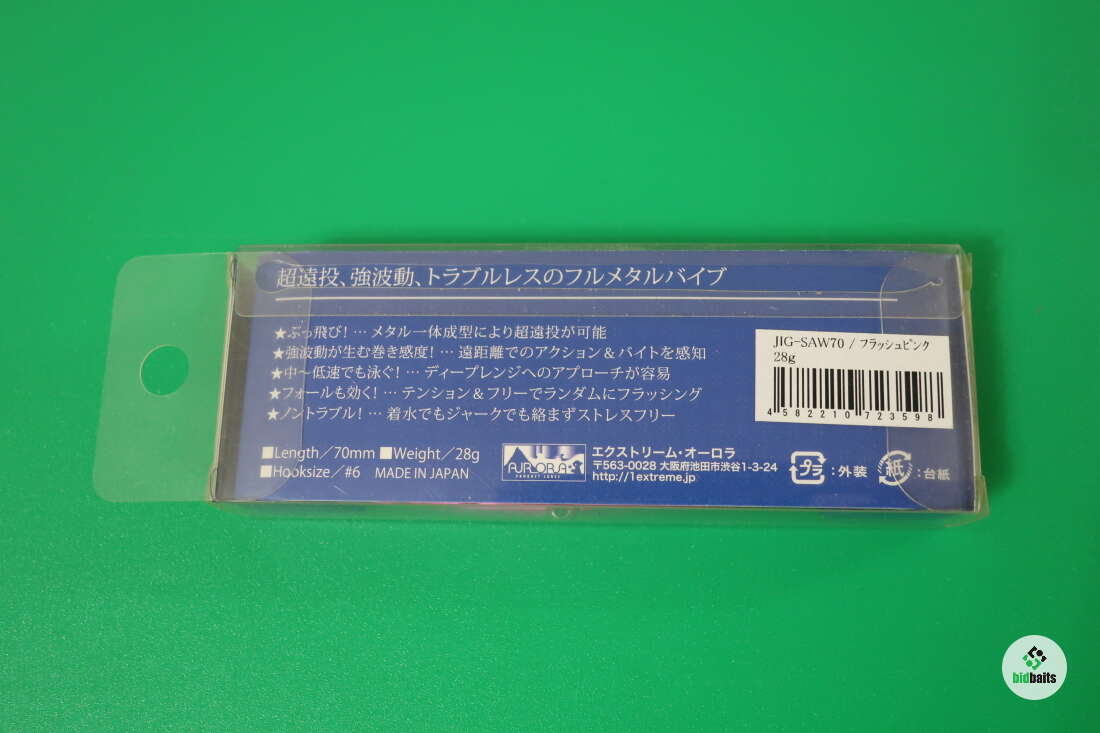 超遠投、強波動、トラブルレスのフルメタルバイブ
★ぶっ飛び！… メタル一体成型により超遠投が可能
★強波動が生む巻き感度！… 遠距離でのアクション＆バイトを感知
★中～低速でも泳ぐ！… ディープレンジへのアプローチが容易
★フォールも効く！… テンション＆フリーでランダムにフラッシング
★ノントラブル！… 着水でもジャークでも絡まずストレスフリー
JIG-SAW70 / フラッシュピンク
28g
4 582210 723598
■Length／70mm ■Weight／28g
■Hooksize／#6 MADE IN JAPAN
AURORA
エクストリーム・オーロラ
〒563-0028 大阪府池田市渋谷1-3-24
http://1extreme.jp/
プラ：外装
紙：台紙
bidbaits